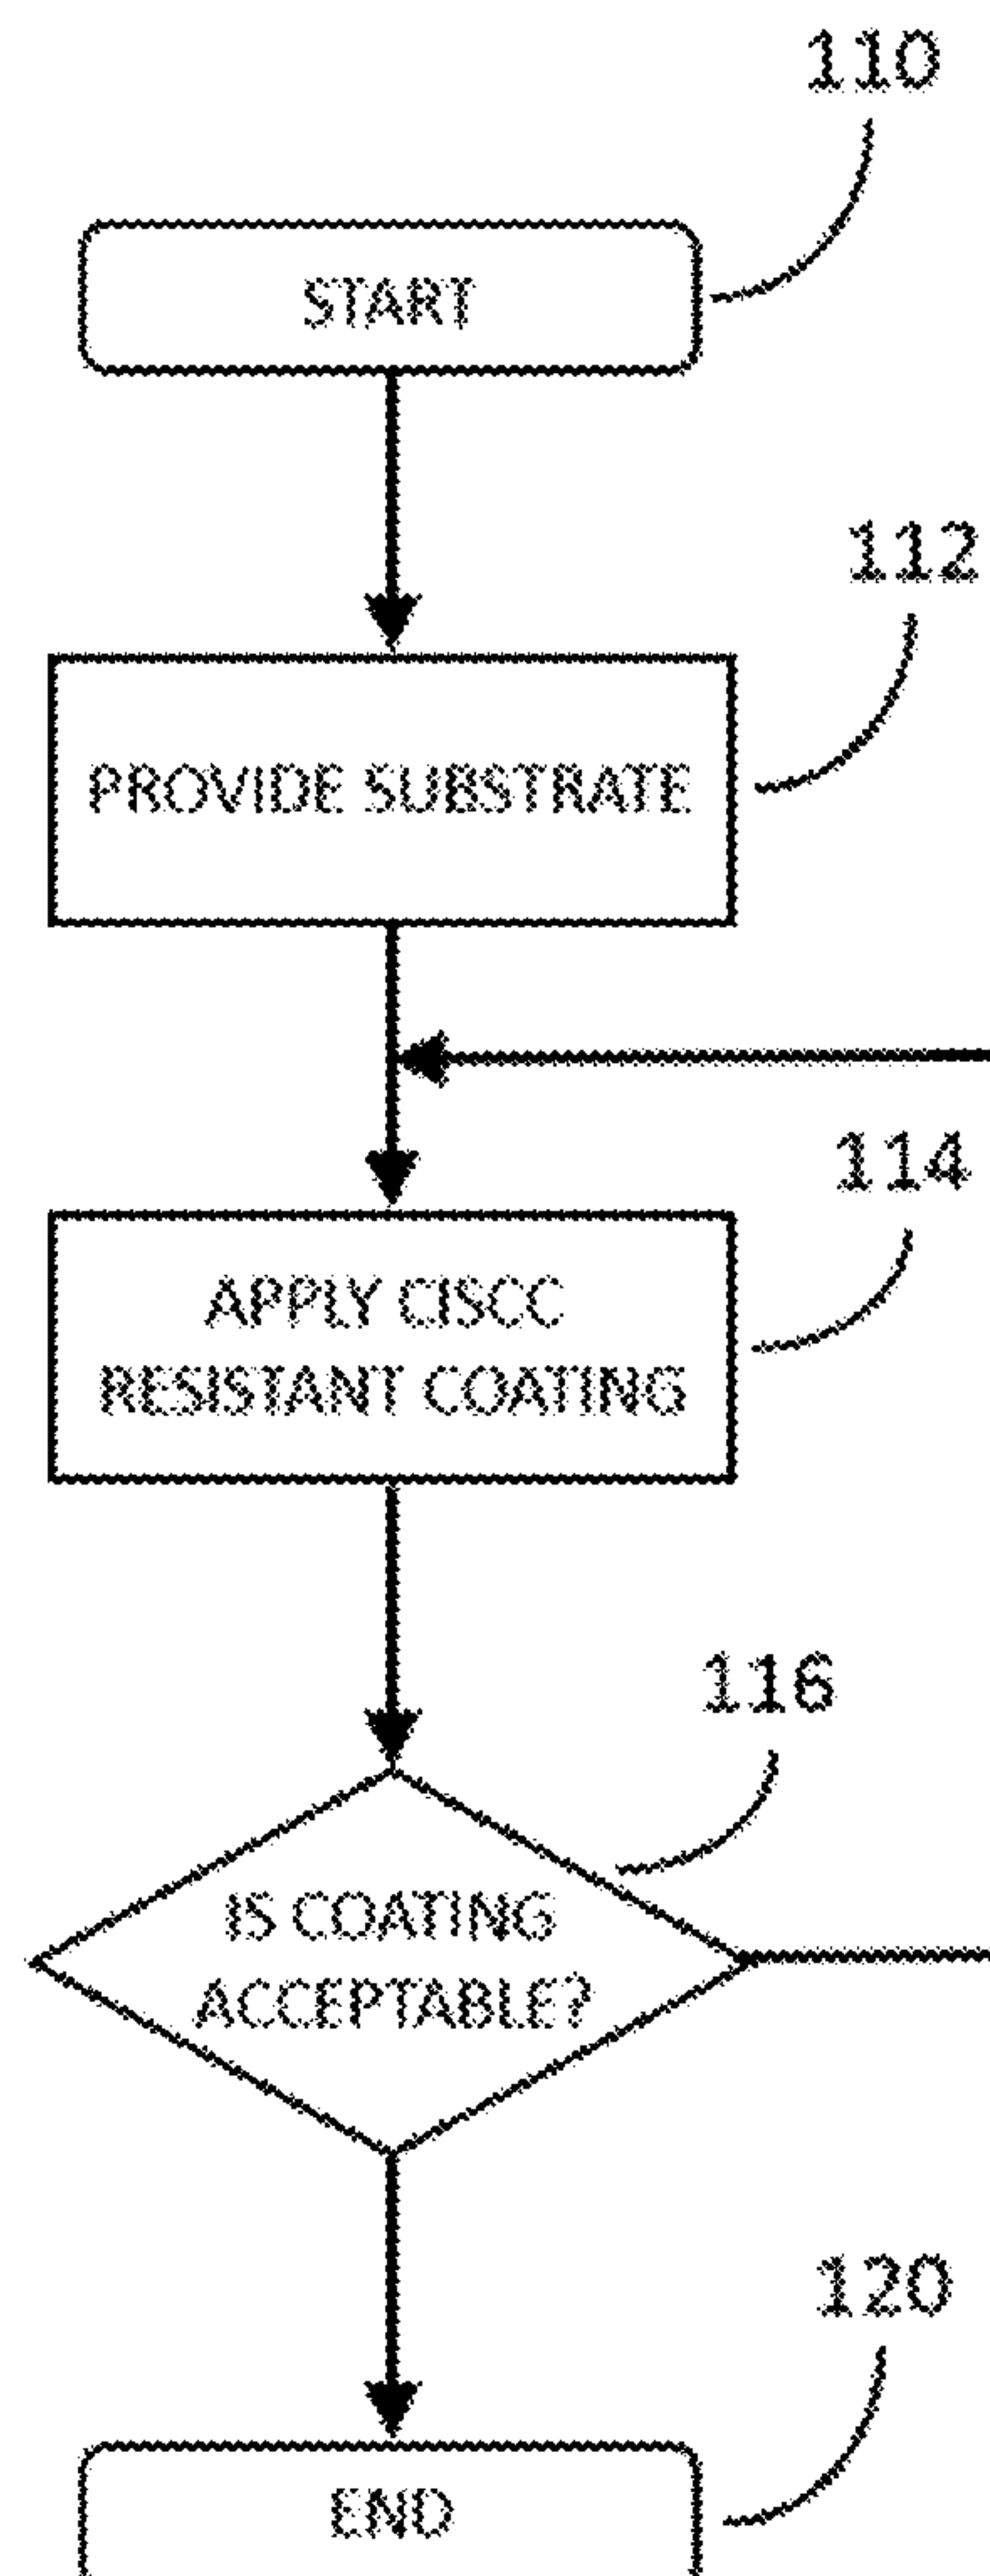 110
START
112
PROVIDE SUBSTRATE
114
APPLY CISCC
RESISTANT COATING
116
IS COATING
ACCEPTABLE?
120
END